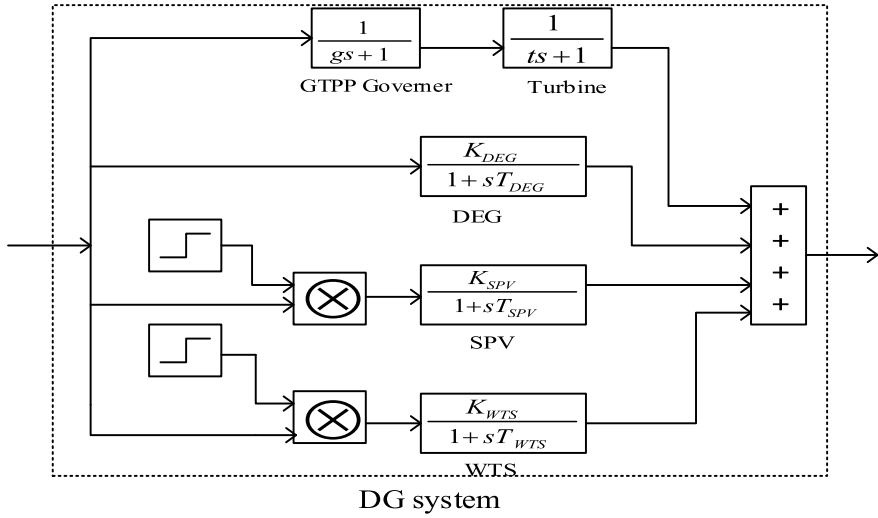 1
gs+1
GTPP Governer
1
ts+1
Turbine
K_DEG
1+sT_DEG
DEG
K_SPV
1+sT_SPV
SPV
K_WTS
1+sT_WTS
WTS
+
+
+
+
DG system